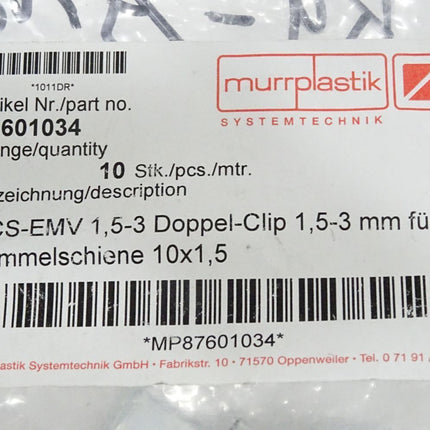 *1011DR*
murrplastik
SYSTEMTECHNIK
ikel Nr./part no.
601034
nge/quantity
10 Stk./pcs./mtr.
zeichnung/description
CS-EMV 1,5-3 Doppel-Clip 1,5-3 mm fü
mmelschiene 10x1,5
*MP87601034*
lastik Systemtechnik GmbH • Fabrikstr. 10 • 71570 Oppenweiler • Tel. 0 71 91 /